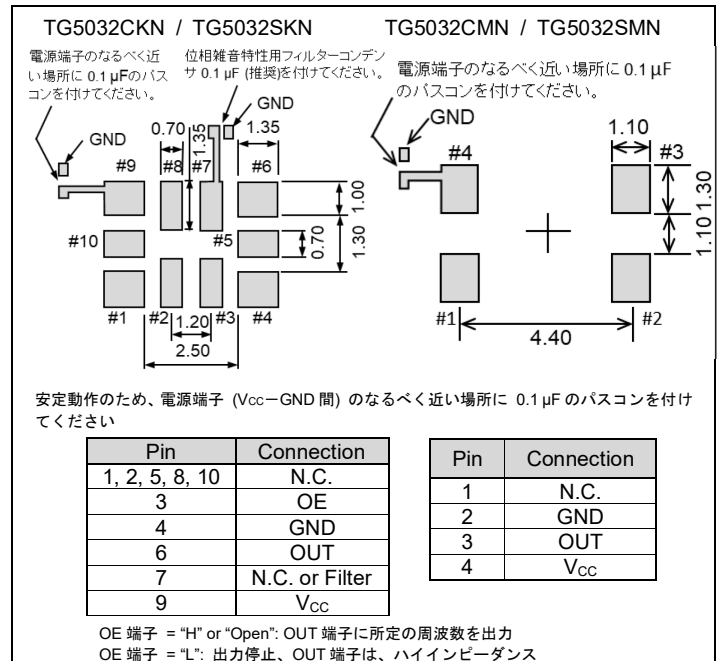 TG5032CKN / TG5032SKN
電源端子のなるべく近
い場所に 0.1 µFのバス
コンを付けてください。
位相雑音特性用フィルターコンデン
サ 0.1 µF (推奨)を付けてください。
GND
GND
0.70
1.35
1.35
#9
#8
#7
#6
1.00
#10
#5
0.70
1.30
#1
#2
1.20
#3
#4
2.50
TG5032CMN / TG5032SMN
電源端子のなるべく近い場所に 0.1 µF
のバスコンを付けてください。
GND
1.10
#4
#3
1.30
1.10
#1
#2
4.40
安定動作のため、電源端子 (Vcc－GND 間) のなるべく近い場所に 0.1 µF のパスコンを付け
てください
Pin Connection
1, 2, 5, 8, 10 N.C.
3 OE
4 GND
6 OUT
7 N.C. or Filter
9 VCC
Pin Connection
1 N.C.
2 GND
3 OUT
4 VCC
OE 端子 = “H” or “Open”: OUT 端子に所定の周波数を出力
OE 端子 = “L”: 出力停止、OUT 端子は、ハイインピーダンス